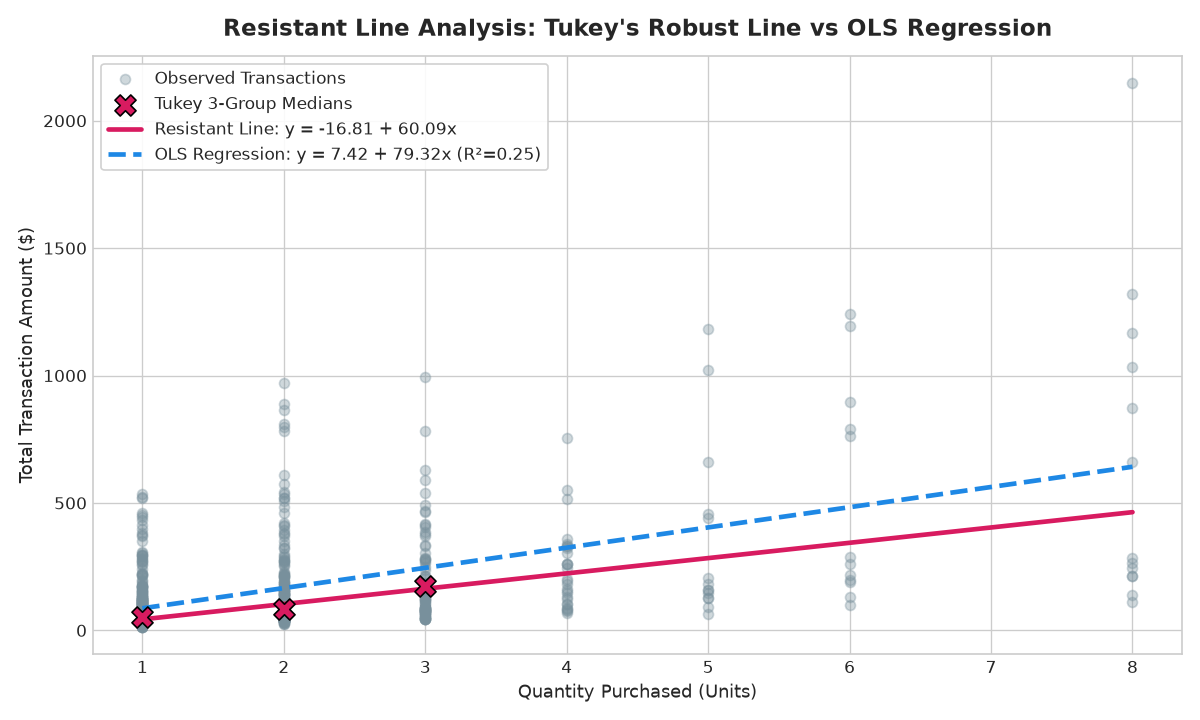 Resistant Line Analysis: Tukey's Robust Line vs OLS Regression
Observed Transactions
Tukey 3-Group Medians
Resistant Line: y = -16.81 + 60.09x
OLS Regression: y = 7.42 + 79.32x (R²=0.25)
Total Transaction Amount ($)
2000
1500
1000
500
0
1 2 3 4 5 6 7 8
Quantity Purchased (Units)